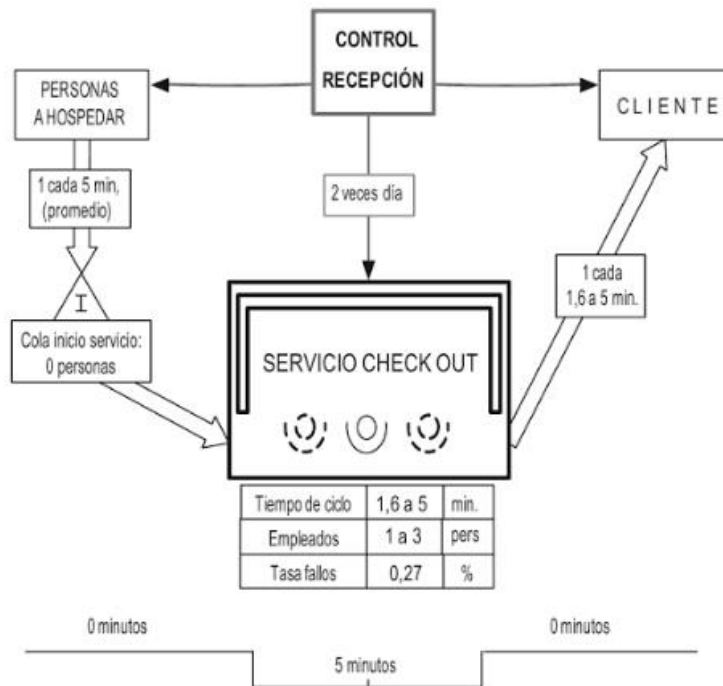 CONTROL
RECEPCIÓN
PERSONAS
A HOSPEDAR
CLIENTE
1 cada 5 min,
(promedio)
2 veces día
1 cada
1,6 a 5 min.
I
Cola inicio servicio:
0 personas
SERVICIO CHECK OUT
Tiempo de ciclo 1,6 a 5 min.
Empleados 1 a 3 pers
Tasa fallos 0,27 %
0 minutos
0 minutos
5 minutos